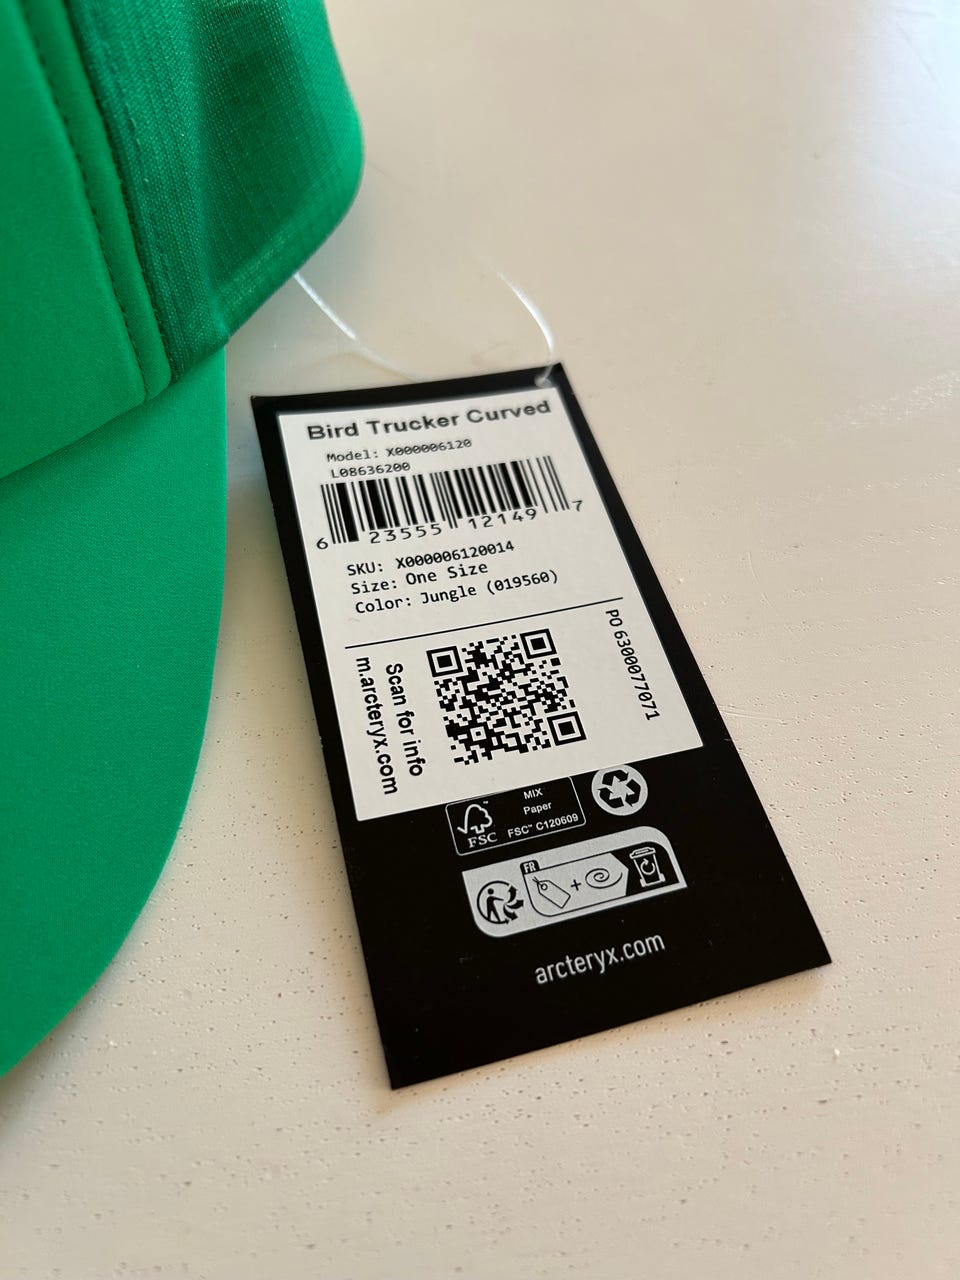 Bird Trucker Curved
Model: X000006120
L08636200
6 23555 12149 7
SKU: X000006120014
Size: One Size
Color: Jungle (019560)
PO 6300077071
Scan for info
m.arcteryx.com
MIX
Paper
FSC™ C120609
FSC
FR
arcteryx.com